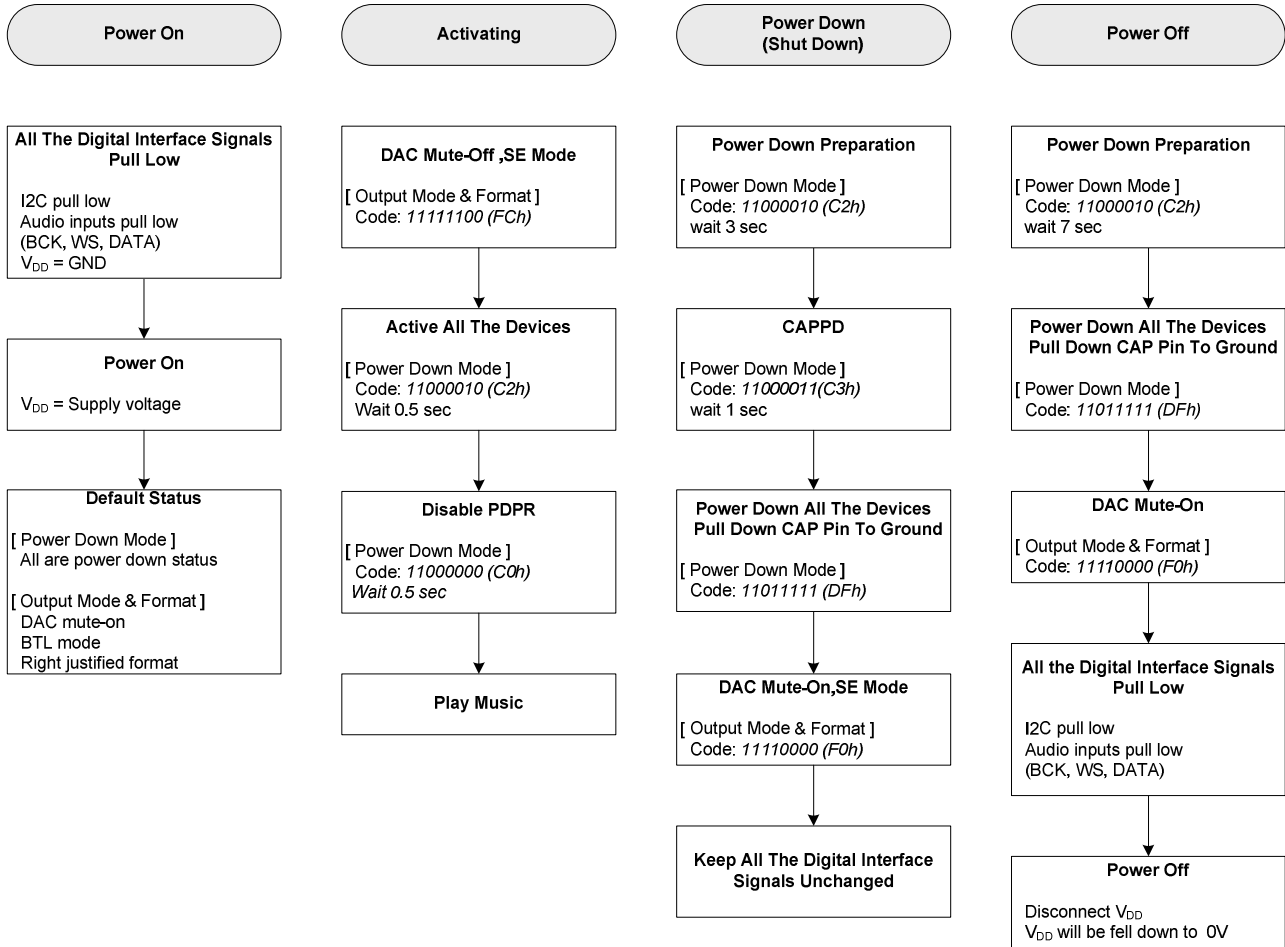 Power On
All The Digital Interface Signals
Pull Low
I2C pull low
Audio inputs pull low
(BCK, WS, DATA)
VDD = GND
Power On
VDD = Supply voltage
Default Status
[ Power Down Mode ]
All are power down status
[ Output Mode & Format ]
DAC mute-on
BTL mode
Right justified format
Activating
DAC Mute-Off ,SE Mode
[ Output Mode & Format ]
Code: 11111100 (FCh)
Active All The Devices
[ Power Down Mode ]
Code: 11000010 (C2h)
Wait 0.5 sec
Disable PDPR
[ Power Down Mode ]
Code: 11000000 (C0h)
Wait 0.5 sec
Play Music
Power Down
(Shut Down)
Power Down Preparation
[ Power Down Mode ]
Code: 11000010 (C2h)
wait 3 sec
CAPPD
[ Power Down Mode ]
Code: 11000011(C3h)
wait 1 sec
Power Down All The Devices
Pull Down CAP Pin To Ground
[ Power Down Mode ]
Code: 11011111 (DFh)
DAC Mute-On,SE Mode
[ Output Mode & Format ]
Code: 11110000 (F0h)
Keep All The Digital Interface
Signals Unchanged
Power Off
Power Down Preparation
[ Power Down Mode ]
Code: 11000010 (C2h)
wait 7 sec
Power Down All The Devices
Pull Down CAP Pin To Ground
[ Power Down Mode ]
Code: 11011111 (DFh)
DAC Mute-On
[ Output Mode & Format ]
Code: 11110000 (F0h)
All the Digital Interface Signals
Pull Low
I2C pull low
Audio inputs pull low
(BCK, WS, DATA)
Power Off
Disconnect VDD
VDD will be fell down to 0V